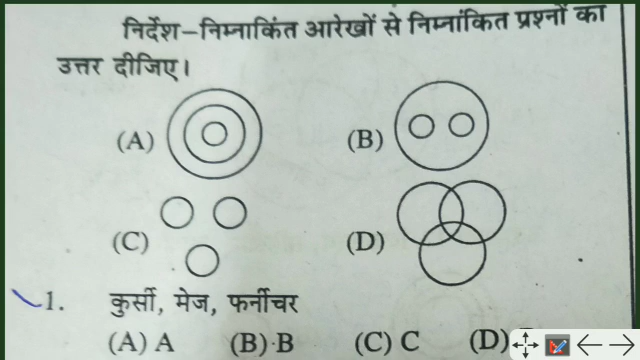 निर्देश–निम्नाकिंत आरेखों से निम्नांकित प्रश्नों का
उत्तर दीजिए।
(A) (B)
(C) (D)
1. कुर्सी, मेज, फर्नीचर
(A) A (B) B (C) C (D)